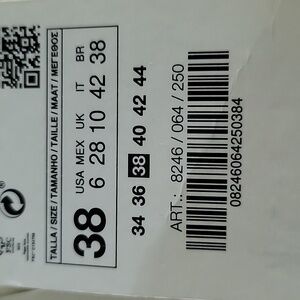 TALLA / SIZE / TAMANHO / TAILLE / MAAT / ΜΕΓΕΘΟΣ
38
USA MEX UK IT BR
6 28 10 42 38
34 36 38 40 42 44
ART.: 8246 / 064 / 250
08246064250384
FSC